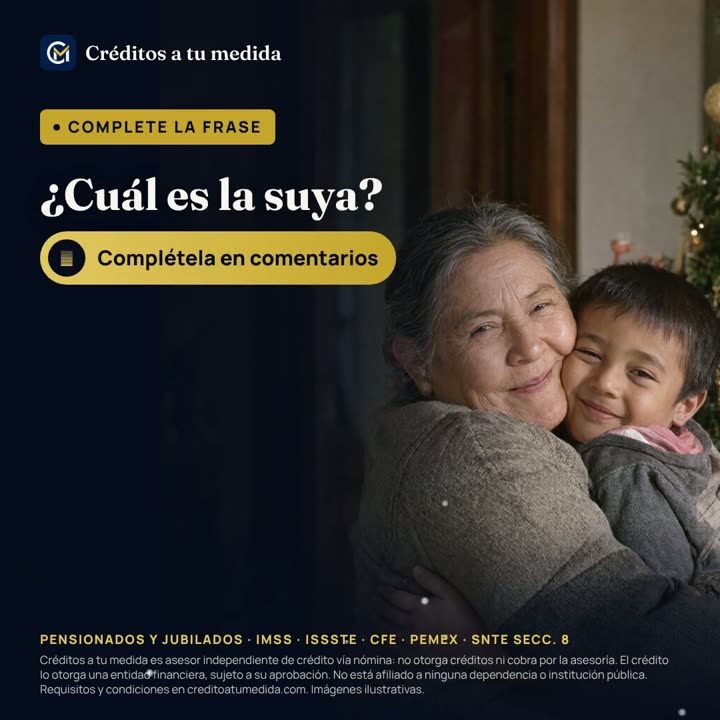 Créditos a tu medida
• COMPLETE LA FRASE
¿Cuál es la suya?
Complétela en comentarios
PENSIONADOS Y JUBILADOS · IMSS · ISSSTE · CFE · PEMEX · SNTE SECC. 8
Créditos a tu medida es asesor independiente de crédito vía nómina: no otorga créditos ni cobra por la asesoría. El crédito
lo otorga una entidad financiera, sujeto a su aprobación. No está afiliado a ninguna dependencia o institución pública.
Requisitos y condiciones en creditoatumedida.com. Imágenes ilustrativas.